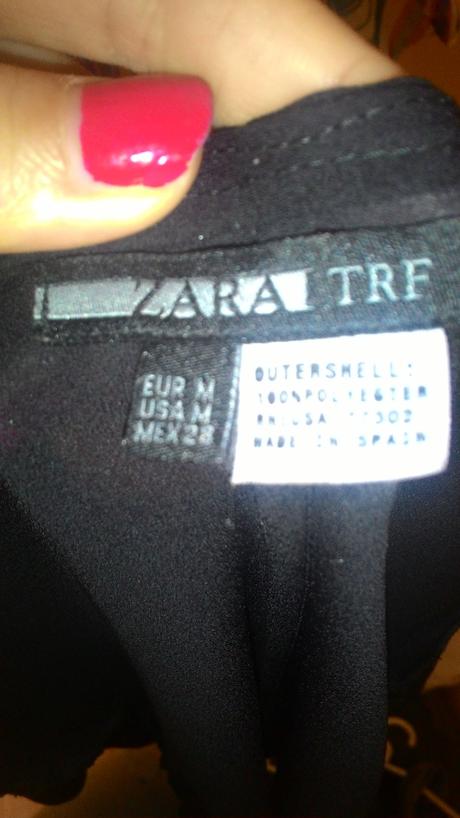 ZARA TRF
EUR M
USA M
MEX 28
OUTERSHELL:
100%POLYESTER
MADE IN SPAIN